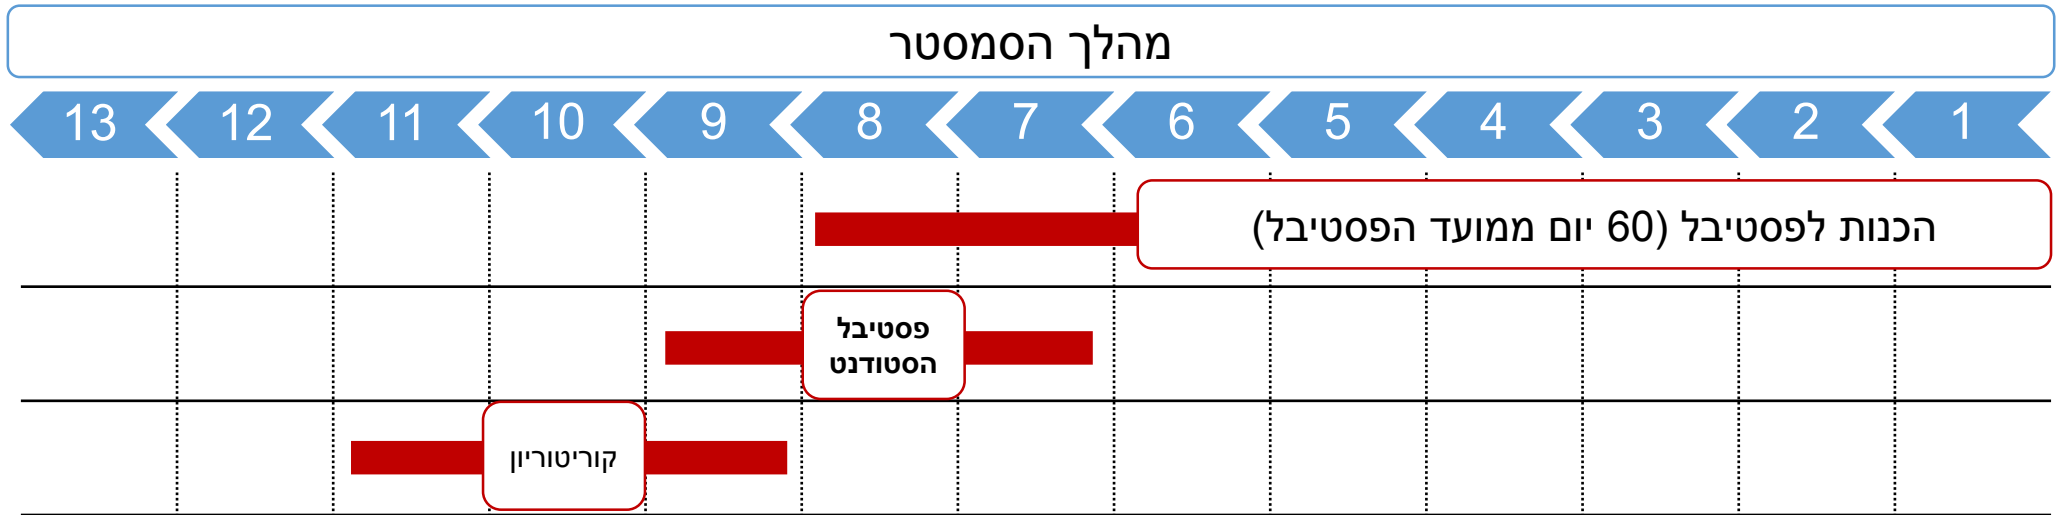 מהלך הסמסטר
1 2 3 4 5 6 7 8 9 10 11 12 13
הכנות לפסטיבל (60 יום ממועד הפסטיבל)
פסטיבל
הסטודנט
קוריטוריון